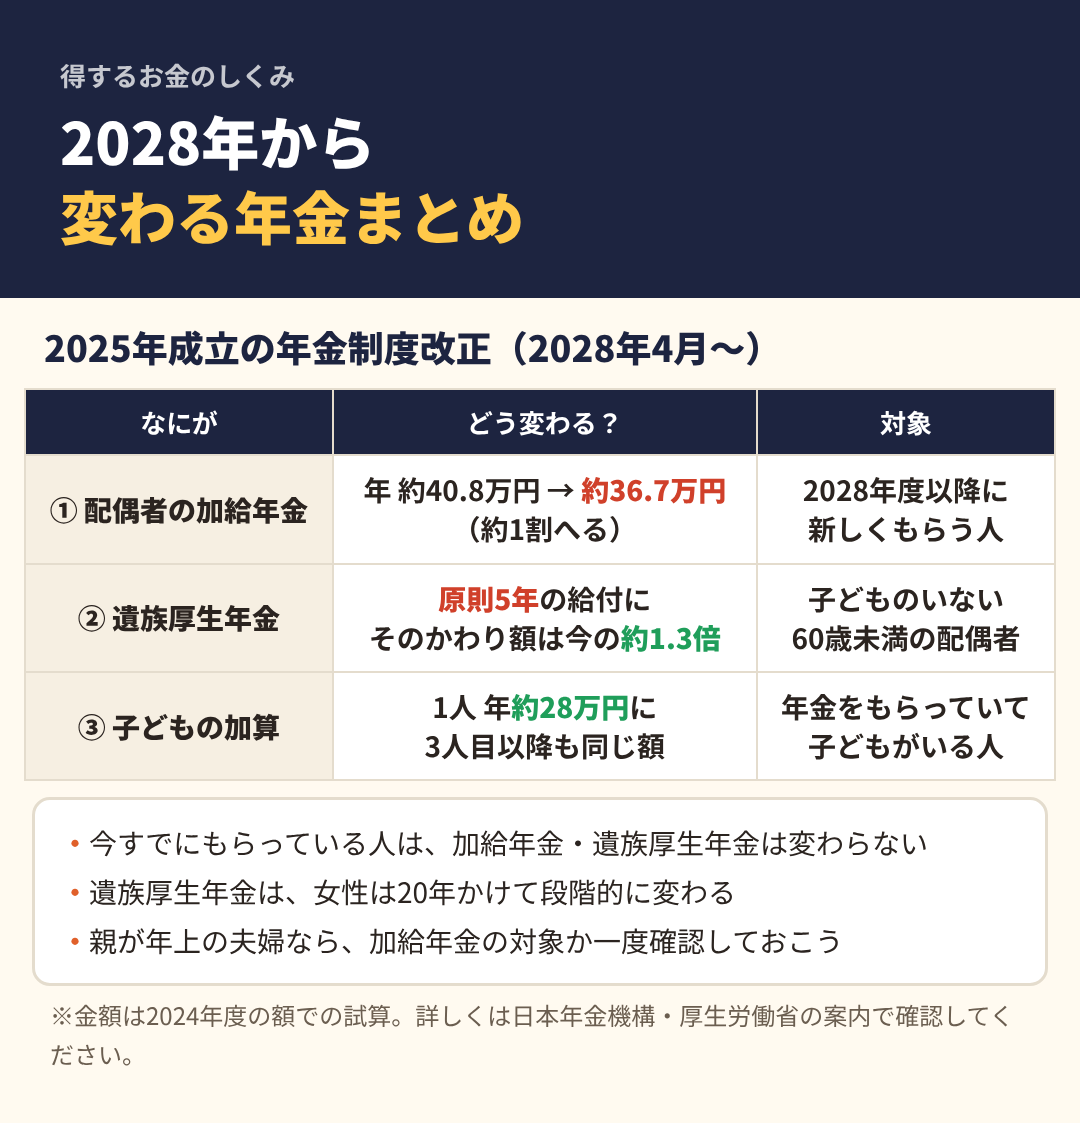 得するお金のしくみ
2028年から
変わる年金まとめ
2025年成立の年金制度改正（2028年4月〜）
なにが
どう変わる？
対象
① 配偶者の加給年金
年 約40.8万円 → 約36.7万円
（約1割へる）
2028年度以降に
新しくもらう人
② 遺族厚生年金
原則5年の給付に
そのかわり額は今の約1.3倍
子どものいない
60歳未満の配偶者
③ 子どもの加算
1人 年約28万円に
3人目以降も同じ額
年金をもらっていて
子どもがいる人
・今すでにもらっている人は、加給年金・遺族厚生年金は変わらない
・遺族厚生年金は、女性は20年かけて段階的に変わる
・親が年上の夫婦なら、加給年金の対象か一度確認しておこう
※金額は2024年度の額での試算。詳しくは日本年金機構・厚生労働省の案内で確認してく
ださい。